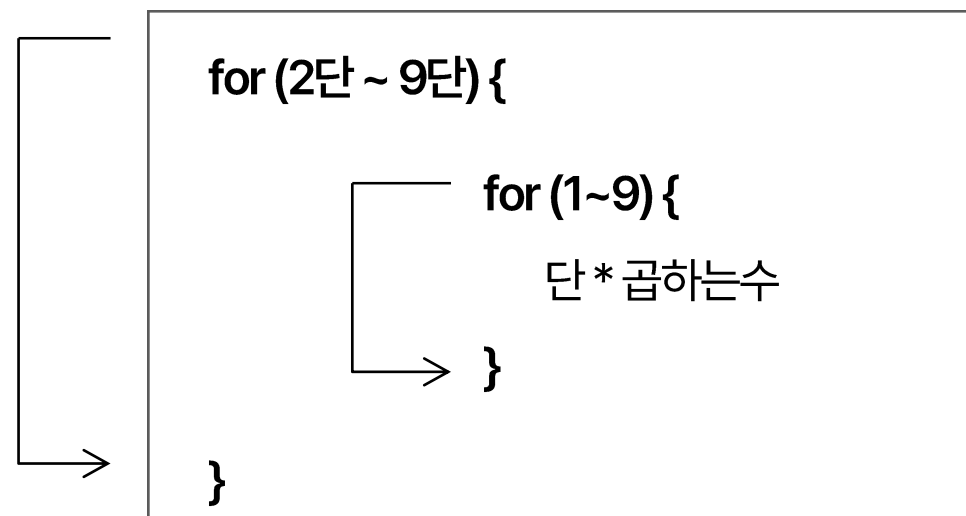 for (2단 ~ 9단) {
for (1~9) {
단 * 곱하는수
}
}